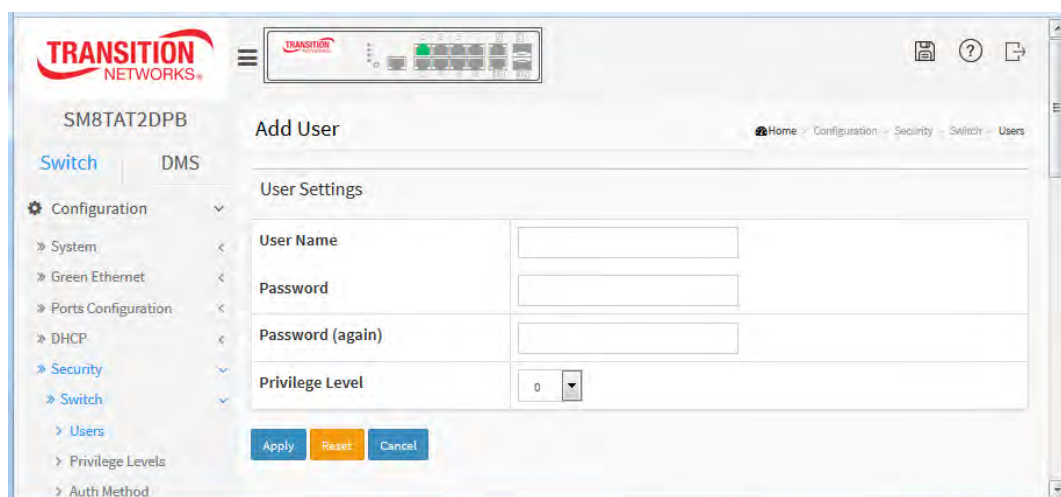 TRANSITION
NETWORKS®
TRANSITION
SM8TAT2DPB
Switch
DMS
Configuration
System
Green Ethernet
Ports Configuration
DHCP
Security
Switch
Users
Privilege Levels
Auth Method
Add User
Home > Configuration > Security > Switch > Users
User Settings
User Name
Password
Password (again)
Privilege Level
0
Apply
Reset
Cancel